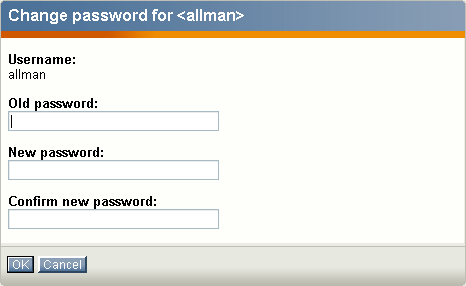 Change password for <allman>
Username:
allman
Old password:
New password:
Confirm new password:
OK Cancel